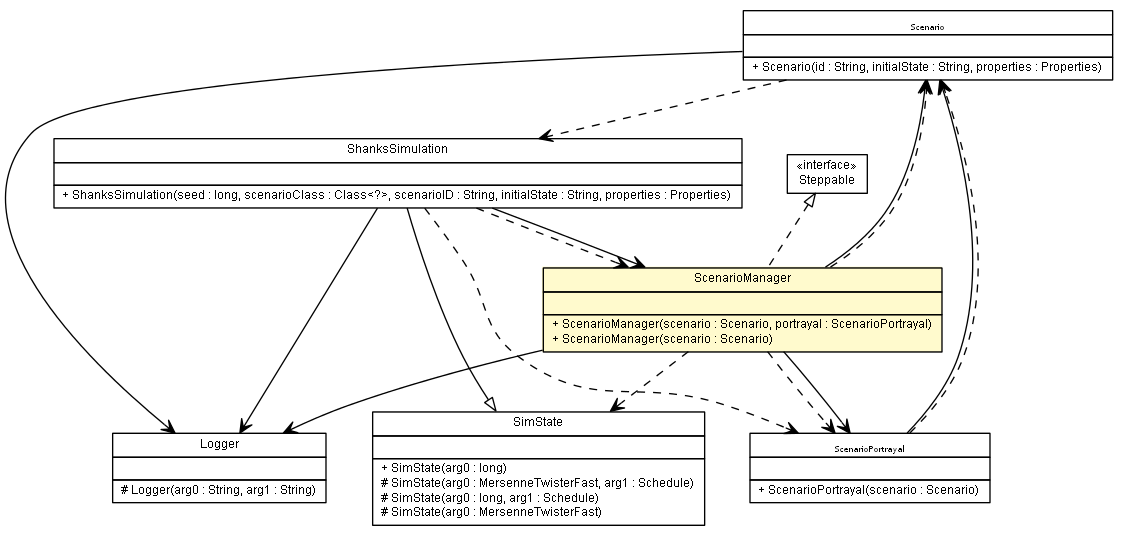 Scenario
+ Scenario(id : String, initialState : String, properties : Properties)
ShanksSimulation
+ ShanksSimulation(seed : long, scenarioClass : Class<?>, scenarioID : String, initialState : String, properties : Properties)
«interface»
Steppable
ScenarioManager
+ ScenarioManager(scenario : Scenario, portrayal : ScenarioPortrayal)
+ ScenarioManager(scenario : Scenario)
Logger
# Logger(arg0 : String, arg1 : String)
SimState
+ SimState(arg0 : long)
# SimState(arg0 : MersenneTwisterFast, arg1 : Schedule)
# SimState(arg0 : long, arg1 : Schedule)
# SimState(arg0 : MersenneTwisterFast)
ScenarioPortrayal
+ ScenarioPortrayal(scenario : Scenario)